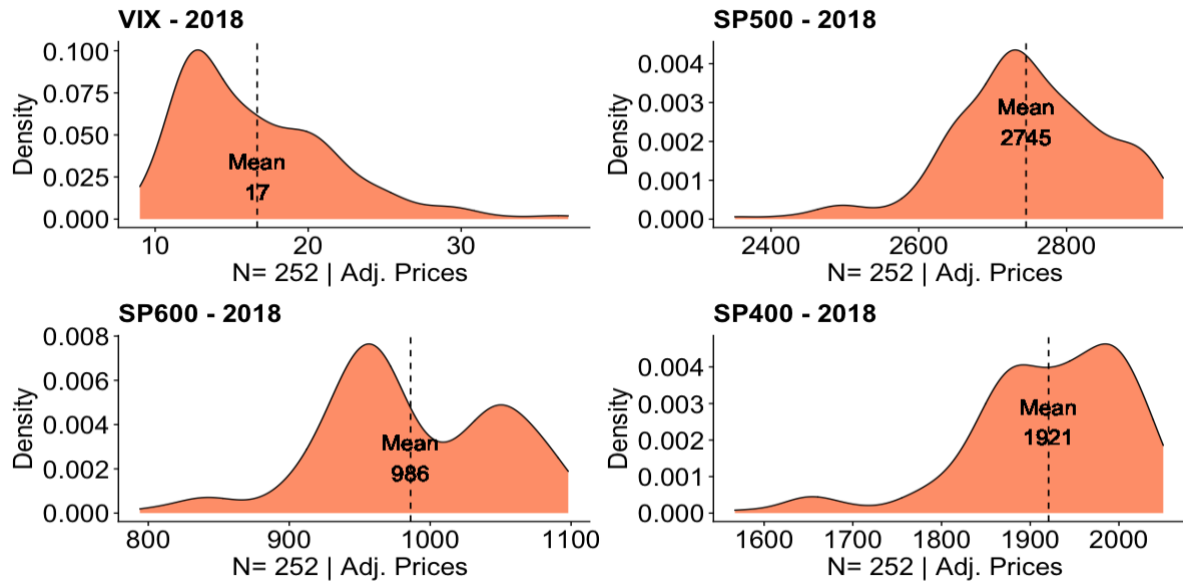 VIX - 2018
0.100
0.075
0.050
0.025
0.000
Density
Mean
17
10 20 30
N= 252 | Adj. Prices
SP500 - 2018
0.004
0.003
0.002
0.001
0.000
Density
Mean
2745
2400 2600 2800
N= 252 | Adj. Prices
SP600 - 2018
0.008
0.006
0.004
0.002
0.000
Density
Mean
986
800 900 1000 1100
N= 252 | Adj. Prices
SP400 - 2018
0.004
0.003
0.002
0.001
0.000
Density
Mean
1921
1600 1700 1800 1900 2000
N= 252 | Adj. Prices